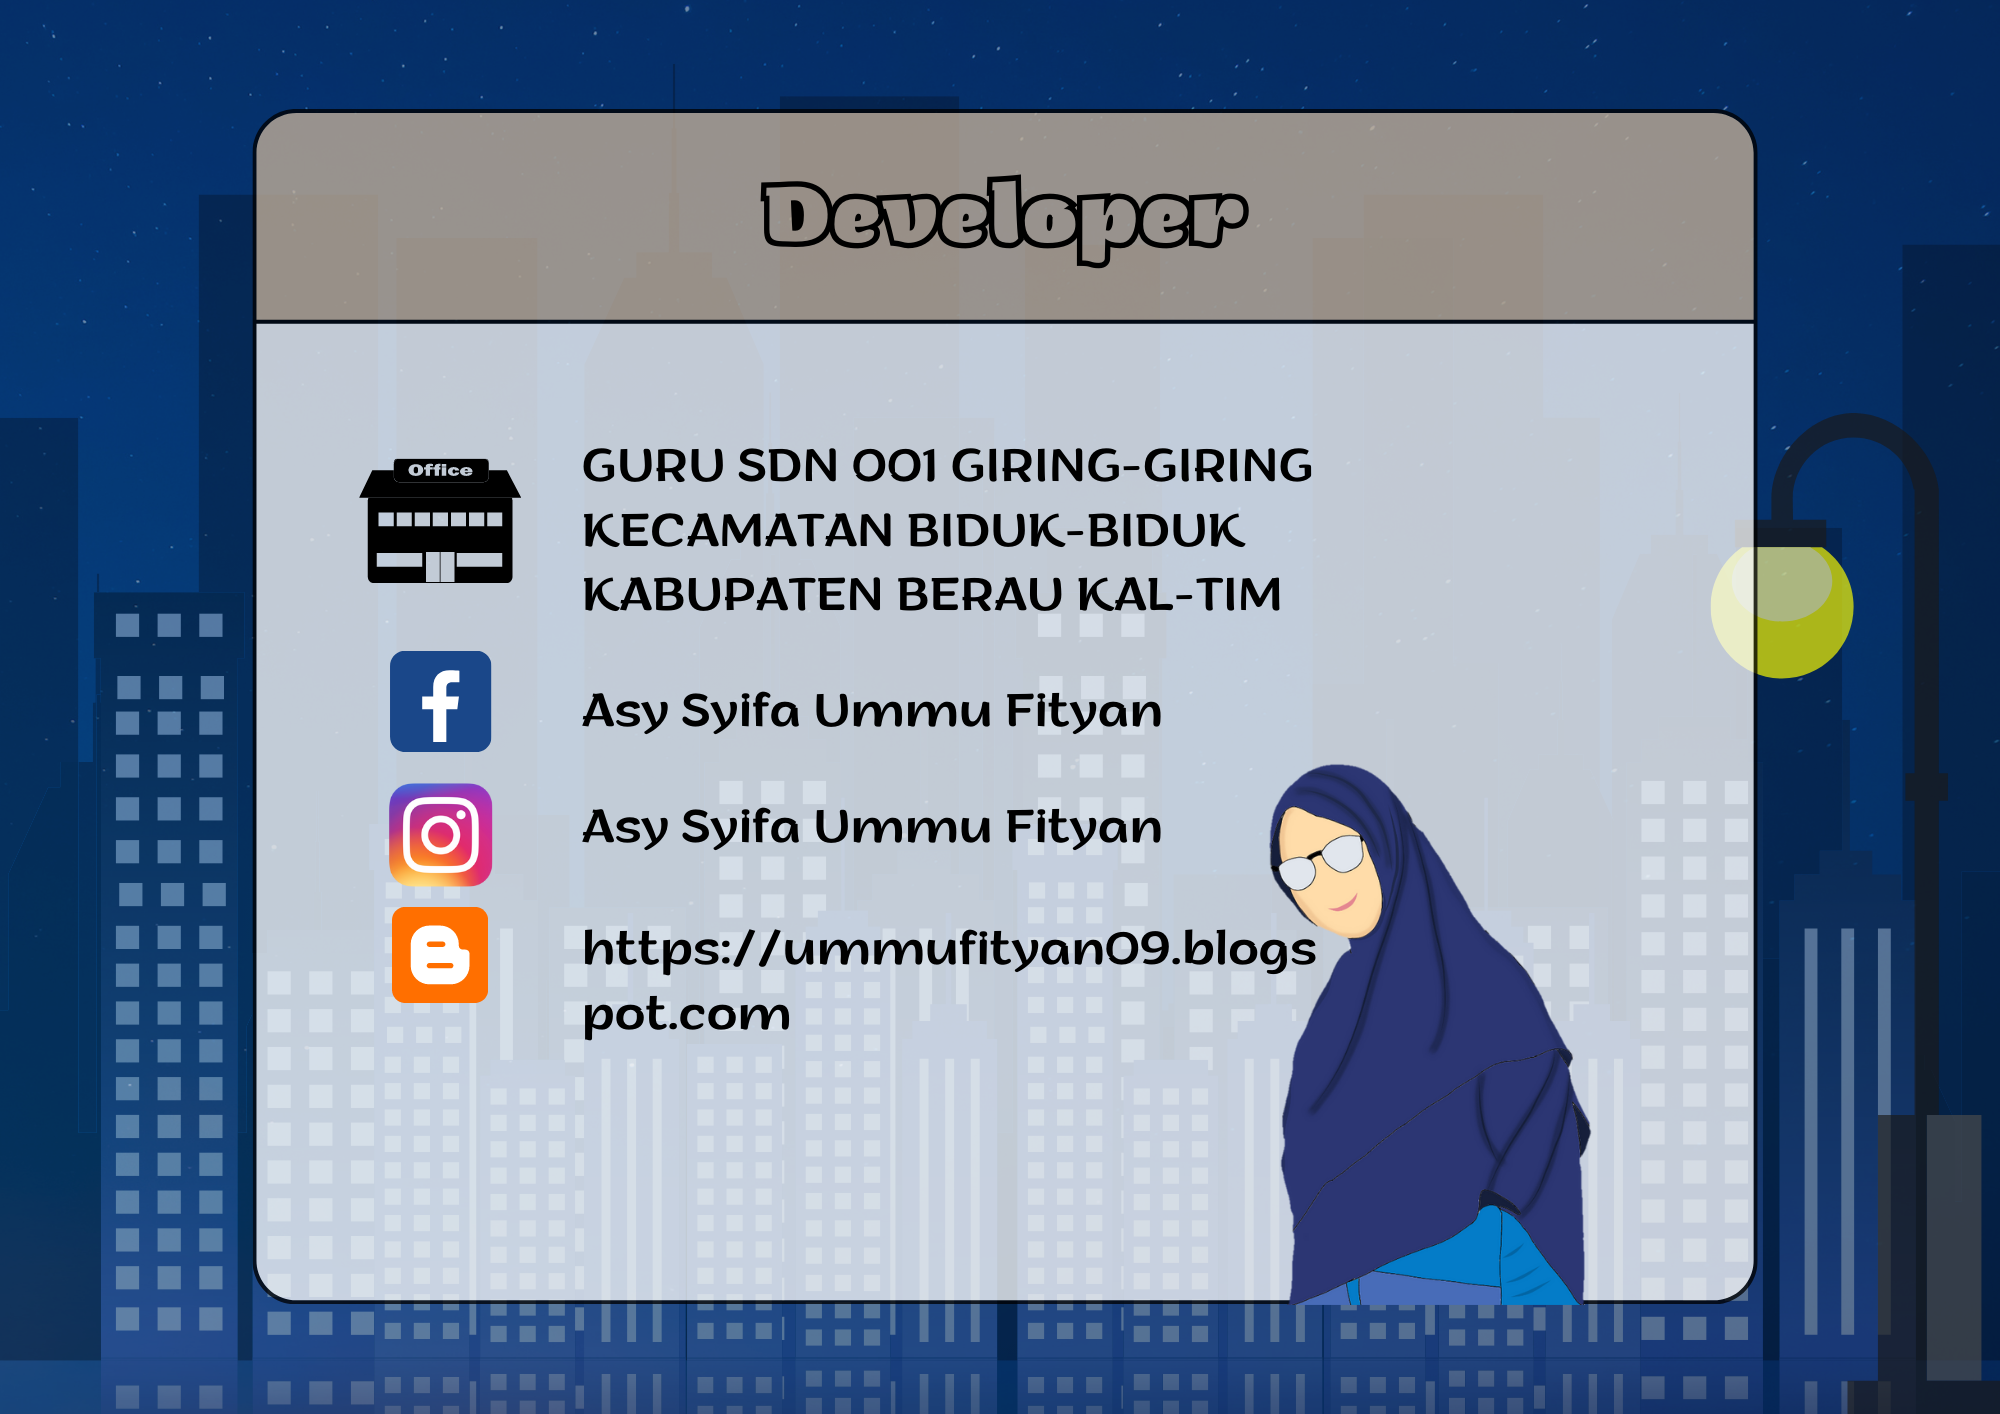 Developer
Office
GURU SDN 001 GIRING-GIRING
KECAMATAN BIDUK-BIDUK
KABUPATEN BERAU KAL-TIM
Asy Syifa Ummu Fityan
Asy Syifa Ummu Fityan
https://ummufityan09.blogs
pot.com